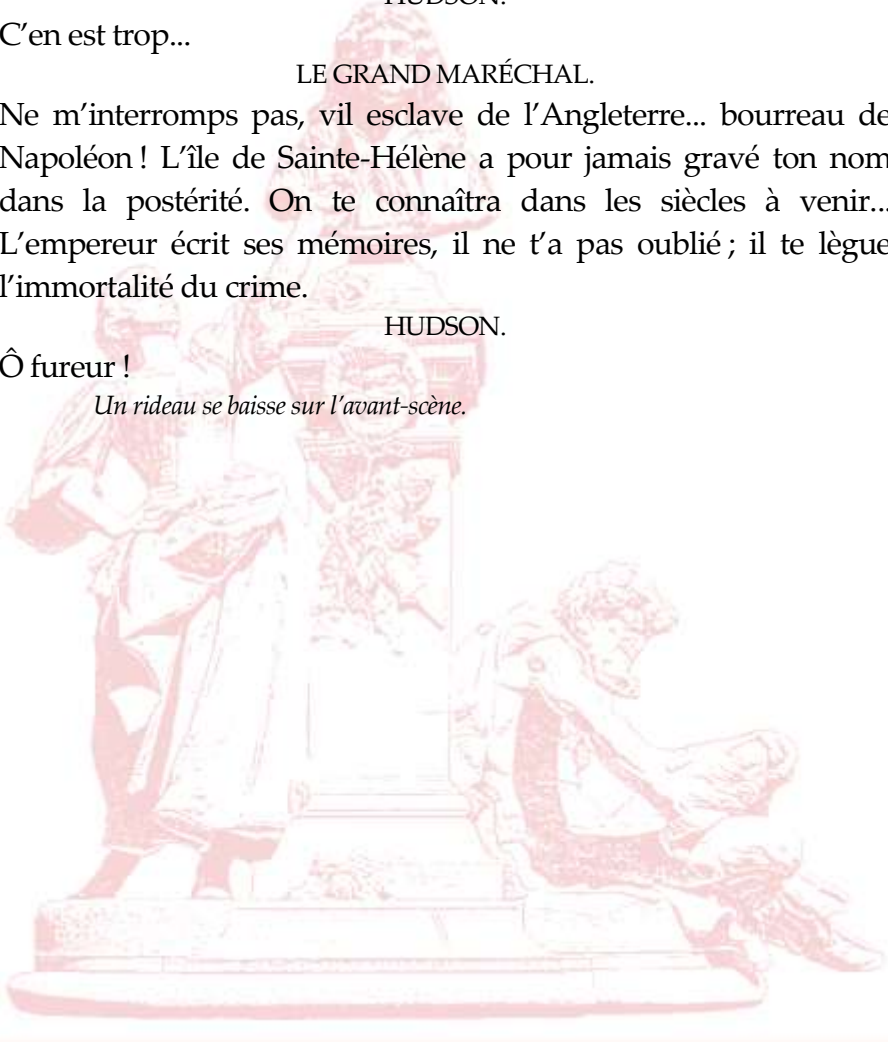 HUDSON.
C’en est trop...
LE GRAND MARÉCHAL.
Ne m’interromps pas, vil esclave de l’Angleterre... bourreau de
Napoléon ! L’île de Sainte-Hélène a pour jamais gravé ton nom
dans la postérité. On te connaîtra dans les siècles à venir...
L’empereur écrit ses mémoires, il ne t’a pas oublié ; il te lègue
l’immortalité du crime.
HUDSON.
Ô fureur !
Un rideau se baisse sur l’avant-scène.